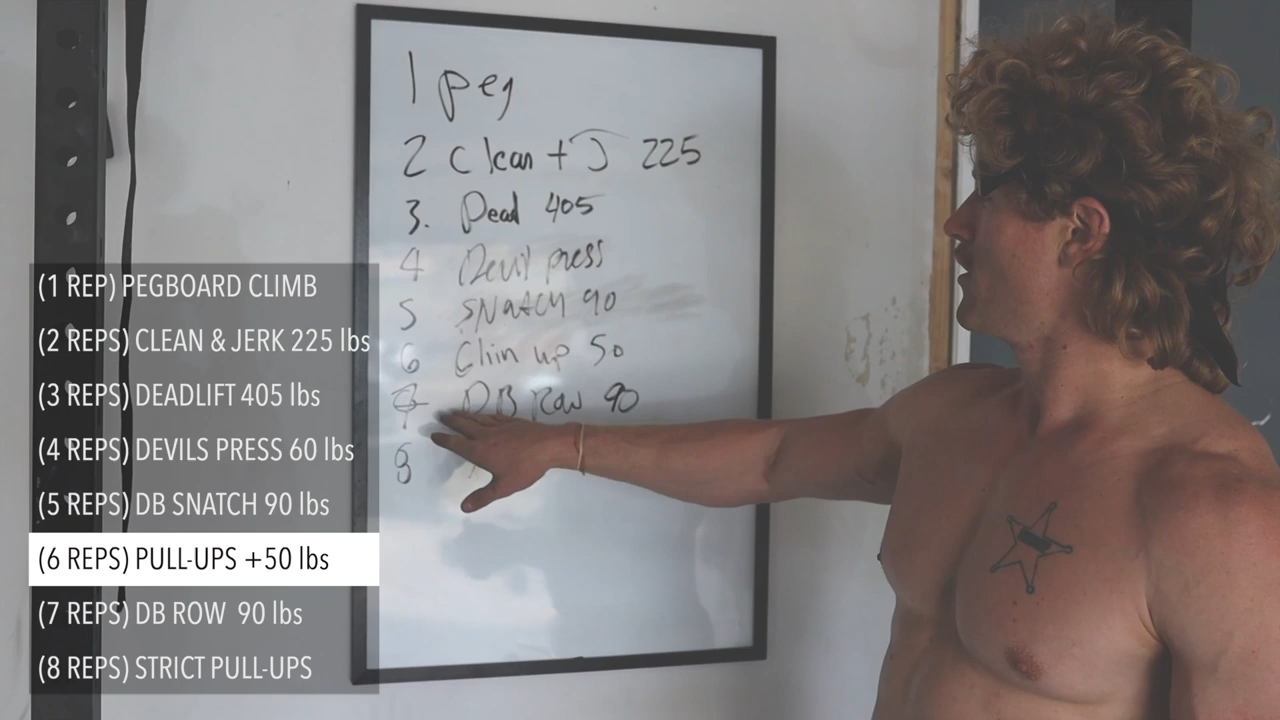 1 peg
2 Clean + J 225
3. Dead 405
4 Devil press
5 SNatch 90
6 Chin up 50
7 DB Row 90
8
(1 REP) PEGBOARD CLIMB
(2 REPS) CLEAN & JERK 225 lbs
(3 REPS) DEADLIFT 405 lbs
(4 REPS) DEVILS PRESS 60 lbs
(5 REPS) DB SNATCH 90 lbs
(6 REPS) PULL-UPS +50 lbs
(7 REPS) DB ROW 90 lbs
(8 REPS) STRICT PULL-UPS